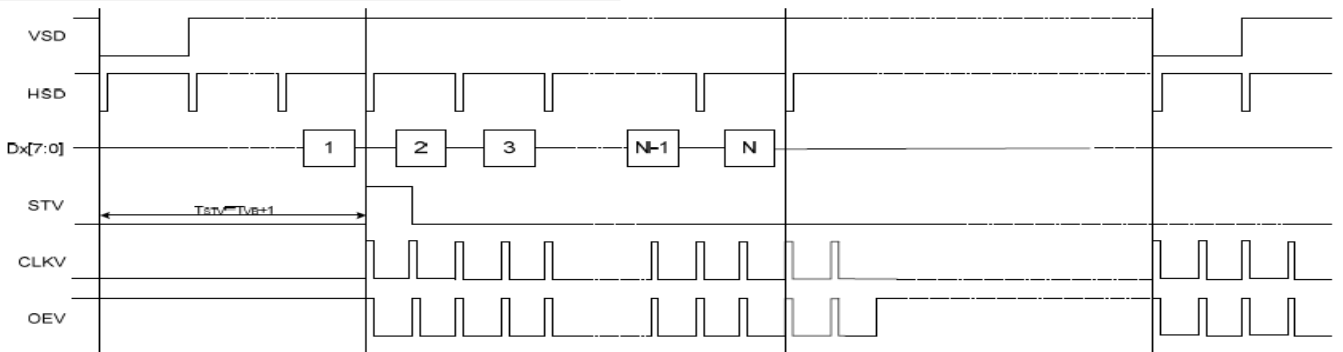 VSD
HSD
Dx[7:0]
1
2
3
N-1
N
STV
TSTV=TVB+1
CLKV
OEV